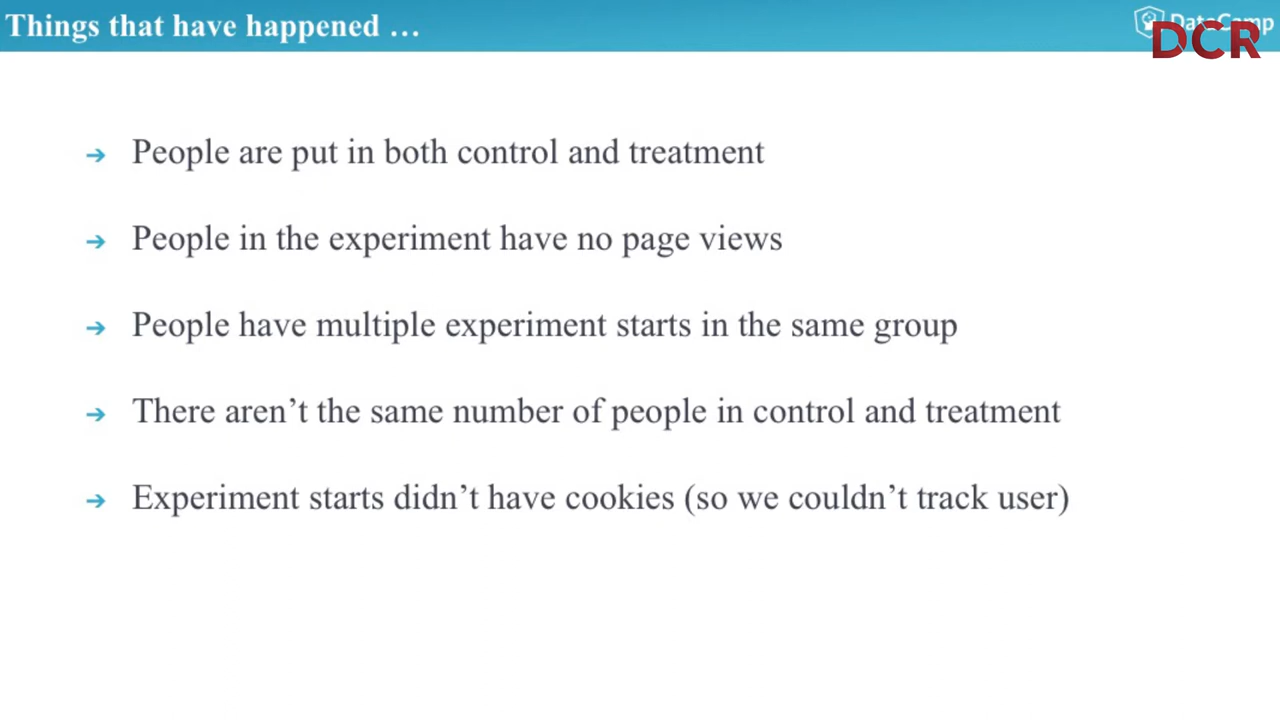 Things that have happened …
DataCamp
DCR
People are put in both control and treatment
People in the experiment have no page views
People have multiple experiment starts in the same group
There aren’t the same number of people in control and treatment
Experiment starts didn’t have cookies (so we couldn’t track user)